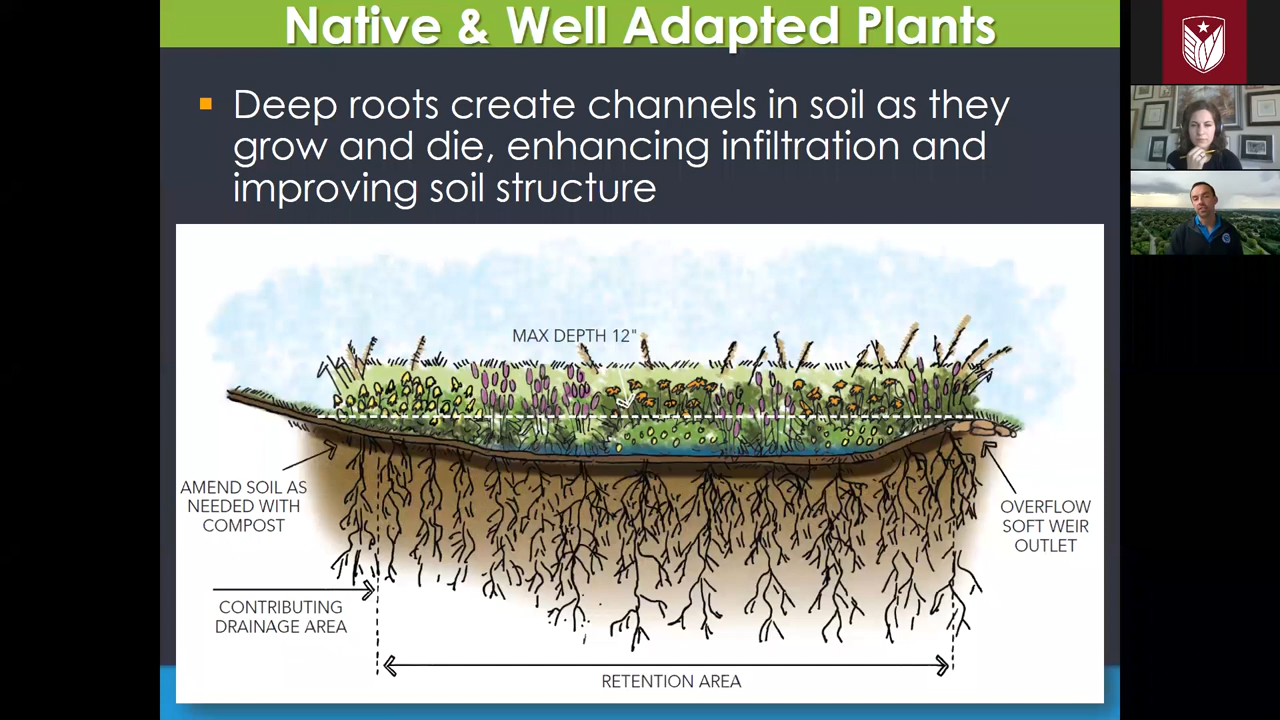 Native & Well Adapted Plants
Deep roots create channels in soil as they
grow and die, enhancing infiltration and
improving soil structure
MAX DEPTH 12"
AMEND SOIL AS
NEEDED WITH
COMPOST
OVERFLOW
SOFT WEIR
OUTLET
CONTRIBUTING
DRAINAGE AREA
RETENTION AREA